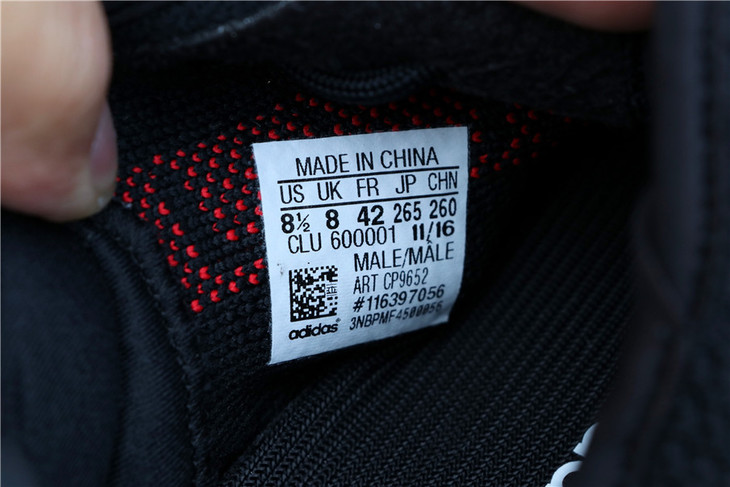 MADE IN CHINA
US UK FR JP CHN
8½ 8 42 265 260
CLU 600001 11/16
MALE/MÂLE
ART CP9652
#116397056
adidas® 3NBPMF4500056